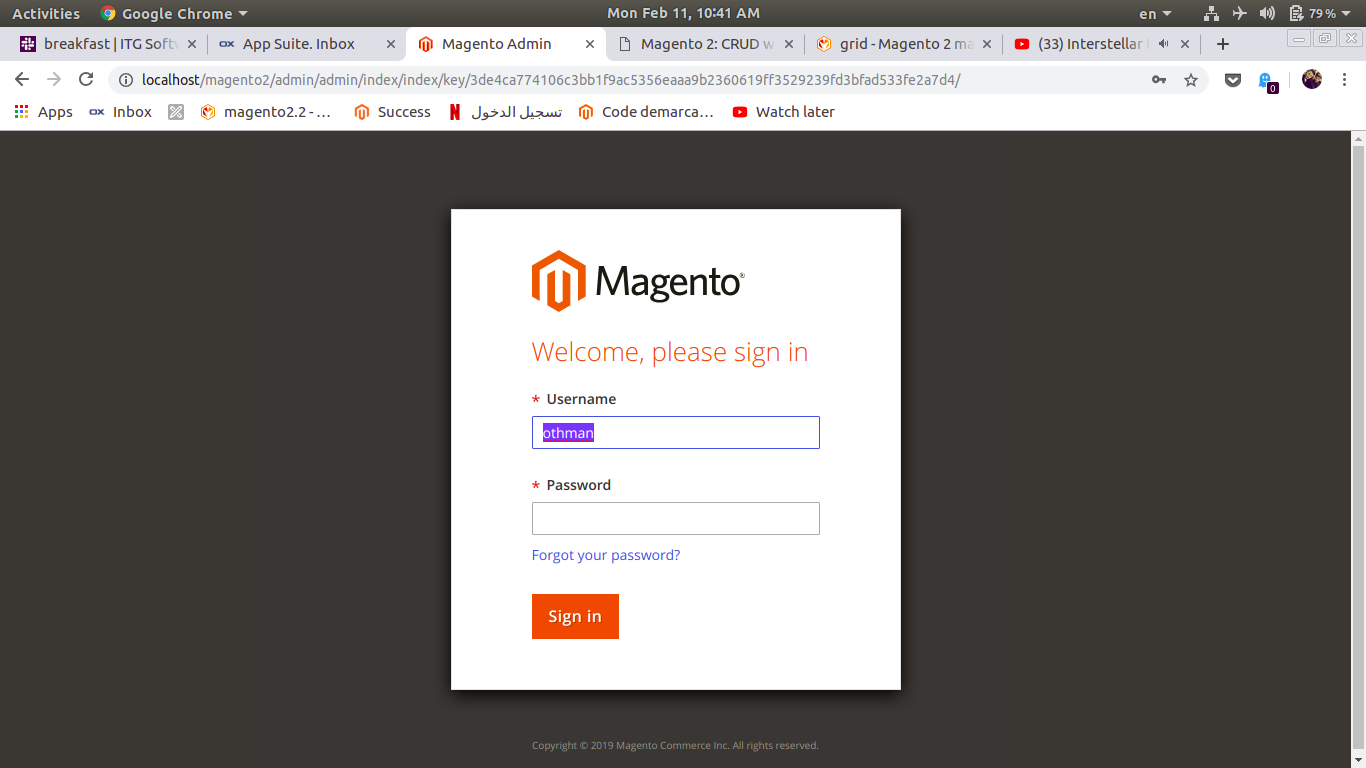 Activities Google Chrome Mon Feb 11, 10:41 AM en 79%
breakfast | ITG Softw App Suite. Inbox Magento Admin Magento 2: CRUD w grid - Magento 2 ma (33) Interstellar
localhost/magento2/admin/admin/index/index/key/3de4ca774106c3bb1f9ac5356eaaa9b2360619ff3529239fd3bfad533fe2a7d4/ 0
Apps Inbox magento2.2 - ... Success تسجيل الدخول Code demarca... Watch later
Magento
Welcome, please sign in
* Username
othman
* Password
Forgot your password?
Sign in
Copyright © 2019 Magento Commerce Inc. All rights reserved.